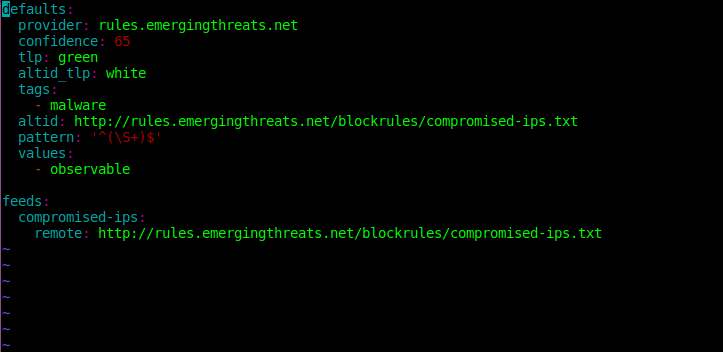 defaults:
  provider: rules.emergingthreats.net
  confidence: 65
  tlp: green
  altid_tlp: white
  tags:
    - malware
  altid: http://rules.emergingthreats.net/blockrules/compromised-ips.txt
  pattern: '^(\S+)$'
  values:
    - observable

feeds:
  compromised-ips:
    remote: http://rules.emergingthreats.net/blockrules/compromised-ips.txt
~
~
~
~
~
~
~